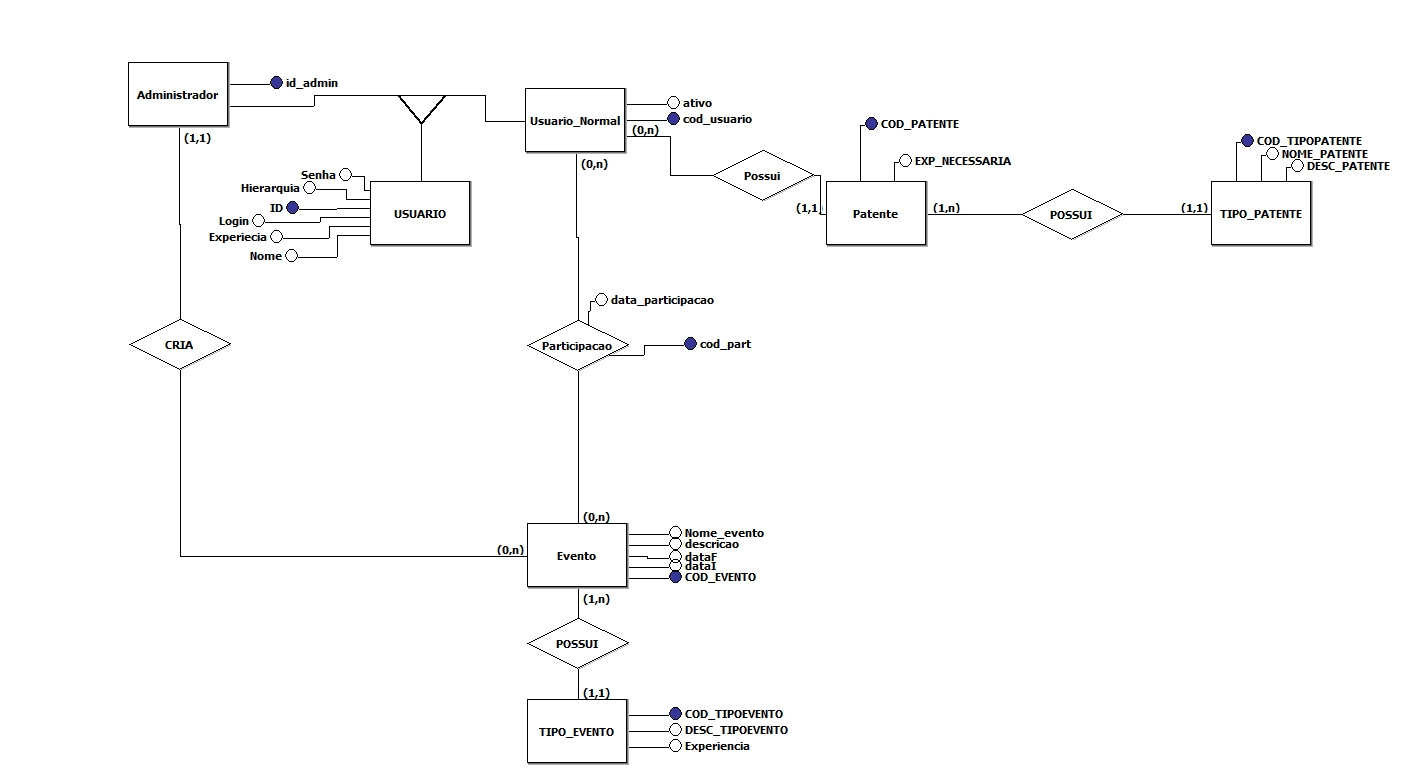 Administrador
id_admin
(1,1)
Usuario_Normal
ativo
cod_usuario
(0,n)
(0,n)
Possui
COD_PATENTE
EXP_NECESSARIA
(1,1)
Patente
(1,n)
POSSUI
(1,1)
COD_TIPOPATENTE
NOME_PATENTE
DESC_PATENTE
TIPO_PATENTE
Senha
Hierarquia
ID
Login
Experiecia
Nome
USUARIO
CRIA
data_participacao
Participacao
cod_part
(0,n)
(0,n)
Evento
Nome_evento
descricao
dataF
dataI
COD_EVENTO
(1,n)
POSSUI
(1,1)
TIPO_EVENTO
COD_TIPOEVENTO
DESC_TIPOEVENTO
Experiencia